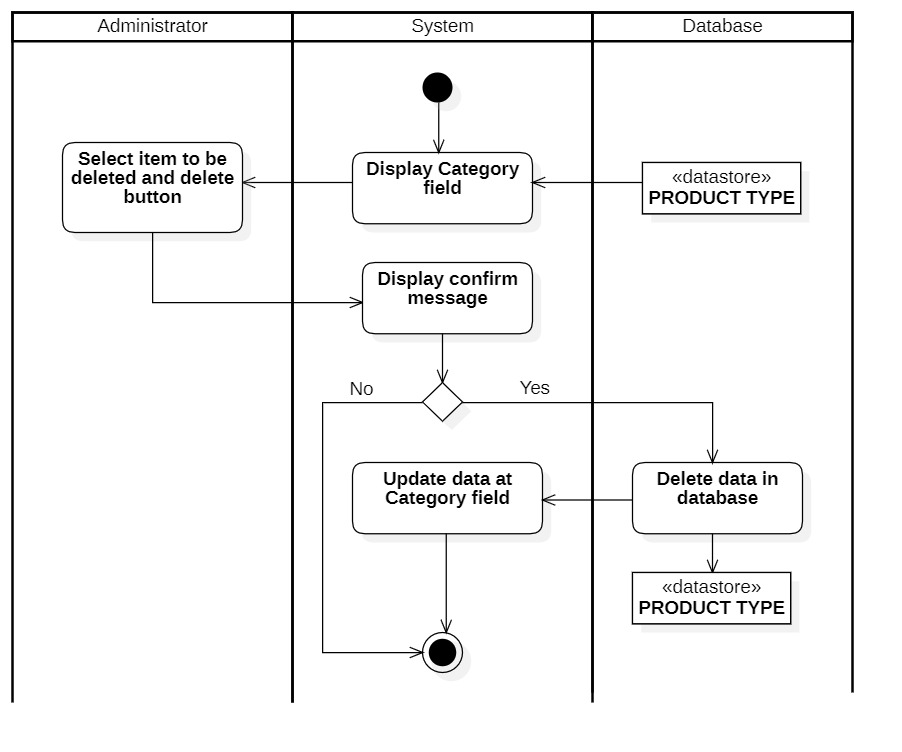 Administrator
System
Database
Select item to be
deleted and delete
button
Display Category
field
«datastore»
PRODUCT TYPE
Display confirm
message
No
Yes
Update data at
Category field
Delete data in
database
«datastore»
PRODUCT TYPE